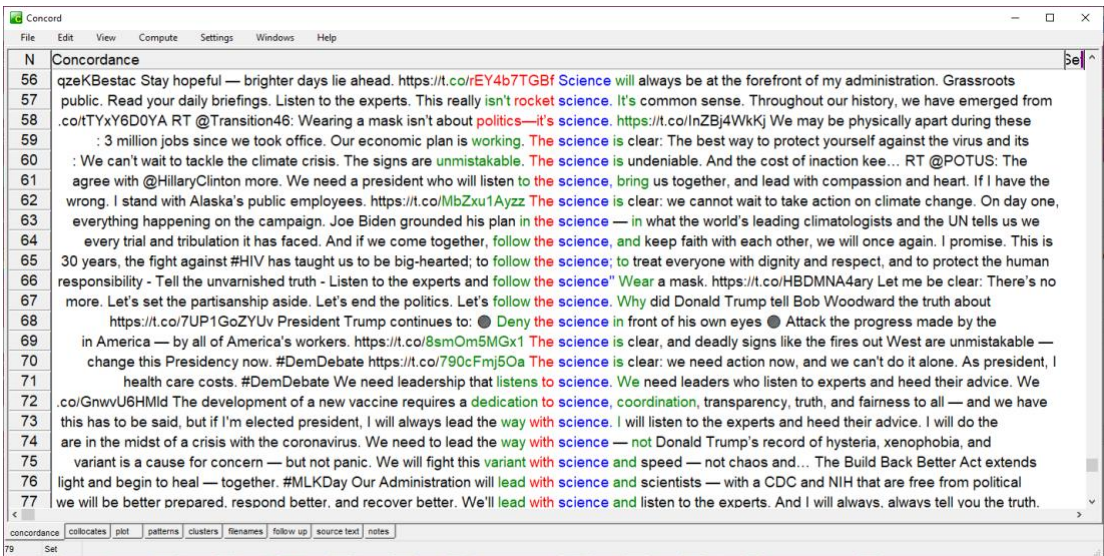 Concord
File Edit View Compute Settings Windows Help
N Concordance Set
56 qzeKBestac Stay hopeful — brighter days lie ahead. https://t.co/rEY4b7TGBf Science will always be at the forefront of my administration. Grassroots
57 public. Read your daily briefings. Listen to the experts. This really isn't rocket science. It's common sense. Throughout our history, we have emerged from
58 .co/tTYxY6D0YA RT @Transition46: Wearing a mask isn't about politics—it's science. https://t.co/InZBj4WkKj We may be physically apart during these
59 : 3 million jobs since we took office. Our economic plan is working. The science is clear: The best way to protect yourself against the virus and its
60 : We can't wait to tackle the climate crisis. The signs are unmistakable. The science is undeniable. And the cost of inaction kee… RT @POTUS: The
61 agree with @HillaryClinton more. We need a president who will listen to the science, bring us together, and lead with compassion and heart. If I have the
62 wrong. I stand with Alaska's public employees. https://t.co/MbZxu1Ayzz The science is clear: we cannot wait to take action on climate change. On day one,
63 everything happening on the campaign. Joe Biden grounded his plan in the science — in what the world's leading climatologists and the UN tells us we
64 every trial and tribulation it has faced. And if we come together, follow the science, and keep faith with each other, we will once again. I promise. This is
65 30 years, the fight against #HIV has taught us to be big-hearted; to follow the science; to treat everyone with dignity and respect, and to protect the human
66 responsibility - Tell the unvarnished truth - Listen to the experts and follow the science" Wear a mask. https://t.co/HBDMNA4ary Let me be clear: There's no
67 more. Let's set the partisanship aside. Let's end the politics. Let's follow the science. Why did Donald Trump tell Bob Woodward the truth about
68 https://t.co/7UP1GoZYUv President Trump continues to: ⚫ Deny the science in front of his own eyes ⚫ Attack the progress made by the
69 in America — by all of America's workers. https://t.co/8smOm5MGx1 The science is clear, and deadly signs like the fires out West are unmistakable —
70 change this Presidency now. #DemDebate https://t.co/790cFmj5Oa The science is clear: we need action now, and we can't do it alone. As president, I
71 health care costs. #DemDebate We need leadership that listens to science. We need leaders who listen to experts and heed their advice. We
72 .co/GnwvU6HMld The development of a new vaccine requires a dedication to science, coordination, transparency, truth, and fairness to all — and we have
73 this has to be said, but if I'm elected president, I will always lead the way with science. I will listen to the experts and heed their advice. I will do the
74 are in the midst of a crisis with the coronavirus. We need to lead the way with science — not Donald Trump's record of hysteria, xenophobia, and
75 variant is a cause for concern — but not panic. We will fight this variant with science and speed — not chaos and… The Build Back Better Act extends
76 light and begin to heal — together. #MLKDay Our Administration will lead with science and scientists — with a CDC and NIH that are free from political
77 we will be better prepared, respond better, and recover better. We'll lead with science and listen to the experts. And I will always, always tell you the truth.
concordance collocates plot patterns clusters filenames follow up source text notes
79 Set